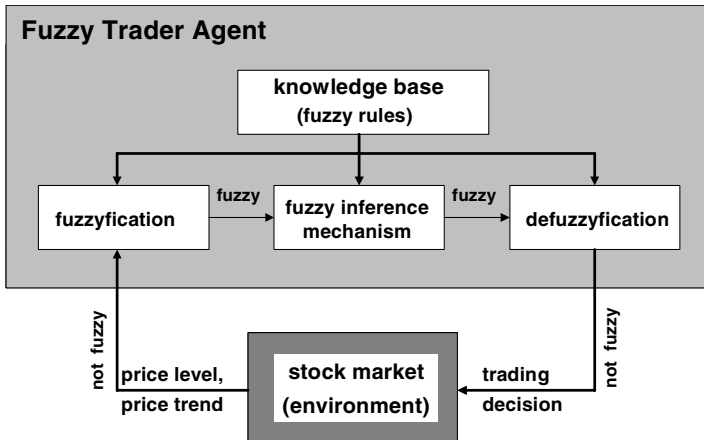 Fuzzy Trader Agent
knowledge base
(fuzzy rules)
fuzzyfication
fuzzy
fuzzy inference
mechanism
fuzzy
defuzzyfication
not fuzzy
price level,
price trend
stock market
(environment)
trading
decision
not fuzzy